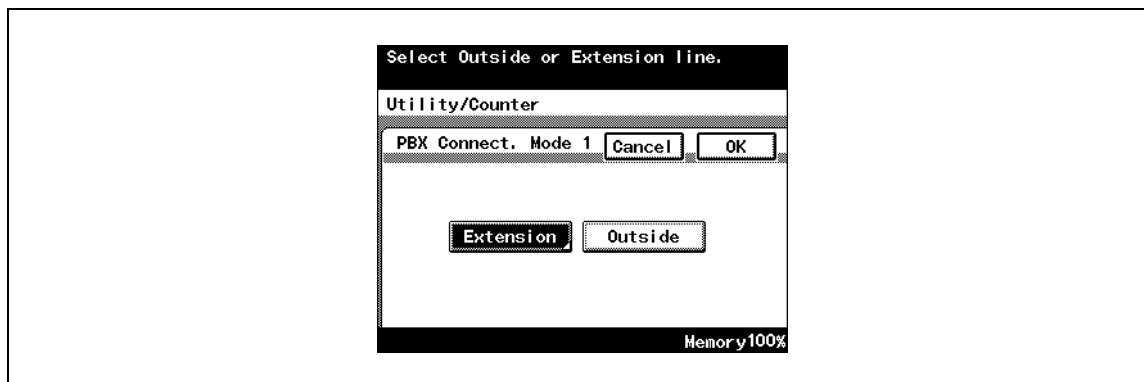 Select Outside or Extension line.
Utility/Counter
PBX Connect. Mode 1 Cancel OK
Extension Outside
Memory100%